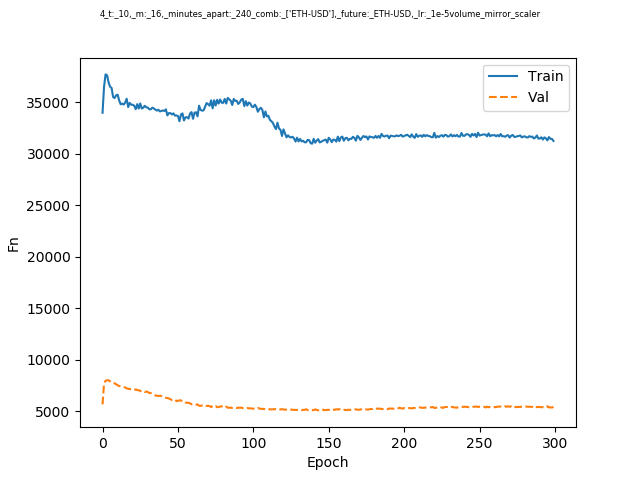 4_t:_10,_m:_16,_minutes_apart:_240_comb:_['ETH-USD'],_future:_ETH-USD,_lr:_1e-5volume_mirror_scaler
Train
Val
35000
30000
25000
20000
15000
10000
5000
Fn
0 50 100 150 200 250 300
Epoch